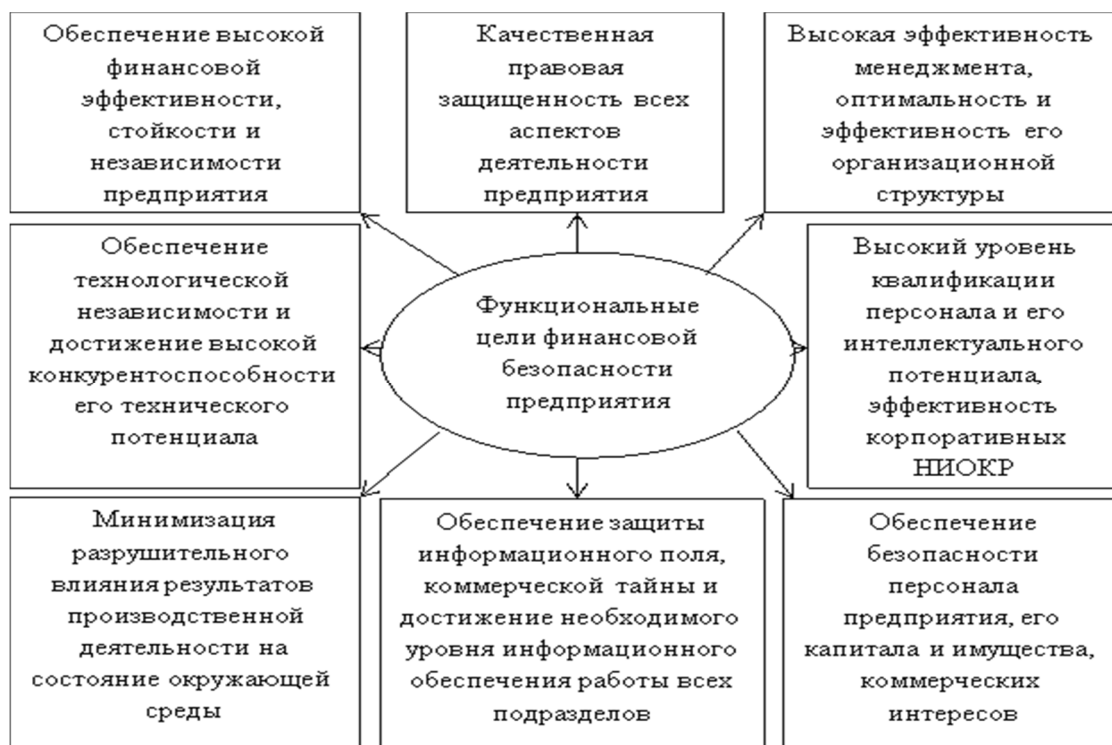 Обеспечение высокой
финансовой
эффективности,
стойкости и
независимости
предприятия
Качественная
правовая
защищенность всех
аспектов
деятельности
предприятия
Высокая эффективность
менеджмента,
оптимальность и
эффективность его
организационной
структуры
Обеспечение
технологической
независимости и
достижение высокой
конкурентоспособности
его технического
потенциала
Функциональные
цели финансовой
безопасности
предприятия
Высокий уровень
квалификации
персонала и его
интеллектуального
потенциала,
эффективность
корпоративных
НИОКР
Минимизация
разрушительного
влияния результатов
производственной
деятельности на
состояние окружающей
среды
Обеспечение защиты
информационного поля,
коммерческой тайны и
достижение необходимого
уровня информационного
обеспечения работы всех
подразделов
Обеспечение
безопасности
персонала
предприятия, его
капитала и имущества,
коммерческих
интересов